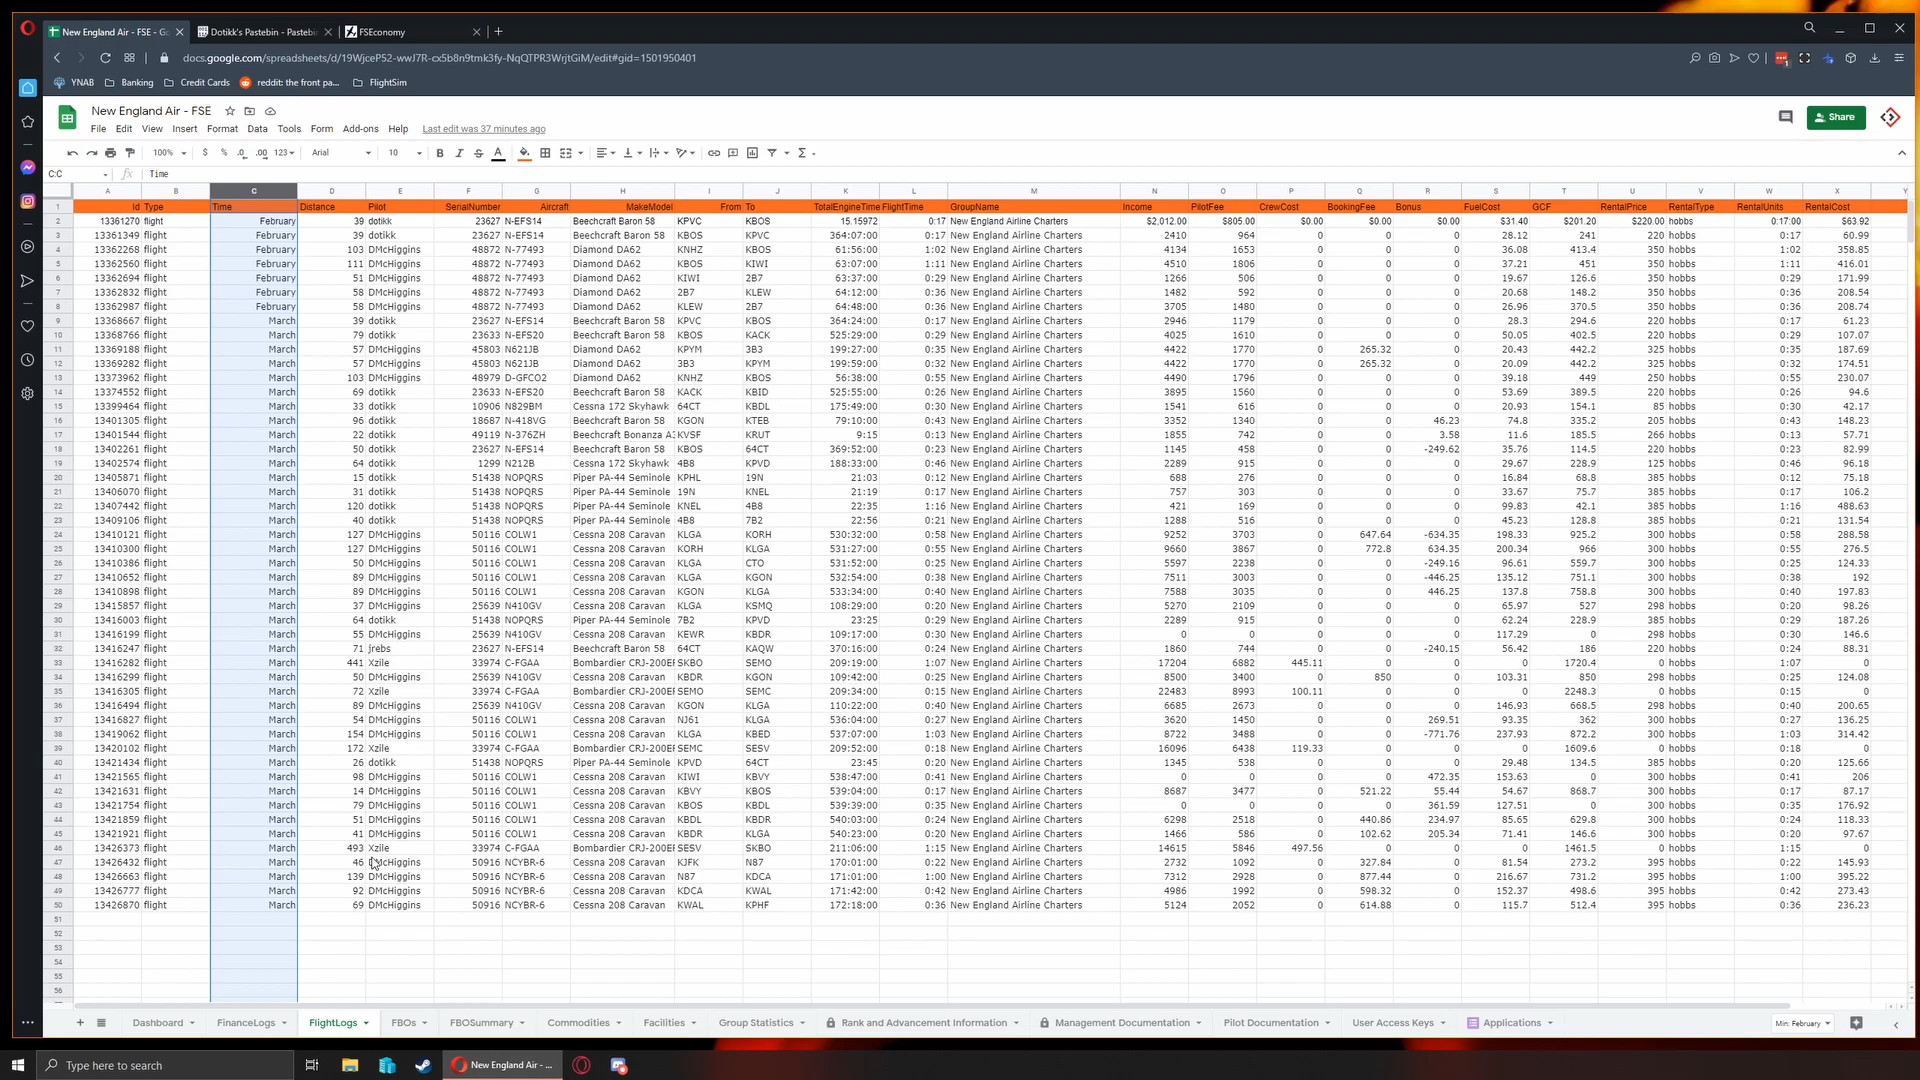 New England Air - FSE - Go
Dotikk's Pastebin - Pastebi
FSEconomy
docs.google.com/spreadsheets/d/19WjceP52-wwJ7R-cx5b8n9tmk3fy-NqQTPR3WrjtGiM/edit#gid=1501950401
YNAB Banking Credit Cards reddit: the front pa... FlightSim
New England Air - FSE
File Edit View Insert Format Data Tools Form Add-ons Help Last edit was 37 minutes ago
Share
100% $ % .0 .00 123 Arial 10 B I S A
C:C fx Time
A B C D E F G H I J K L M N O P Q R S T U V W X Y
1 Id Type Time Distance Pilot SerialNumber Aircraft MakeModel From To TotalEngineTime FlightTime GroupName Income PilotFee CrewCost BookingFee Bonus FuelCost GCF RentalPrice RentalType RentalUnits RentalCost
2 13361270 flight February 39 dotikk 23627 N-EFS14 Beechcraft Baron 58 KPVC KBOS 15.15972 0:17 New England Airline Charters $2,012.00 $805.00 $0.00 $0.00 $0.00 $31.40 $201.20 $220.00 hobbs 0:17:00 $63.92
3 13361349 flight February 39 dotikk 23627 N-EFS14 Beechcraft Baron 58 KBOS KPVC 364:07:00 0:17 New England Airline Charters 2410 964 0 0 0 28.12 241 220 hobbs 0:17 60.99
4 13362268 flight February 103 DMcHiggins 48872 N-77493 Diamond DA62 KNHZ KBOS 61:56:00 1:02 New England Airline Charters 4134 1653 0 0 0 36.08 413.4 350 hobbs 1:02 358.85
5 13362560 flight February 111 DMcHiggins 48872 N-77493 Diamond DA62 KBOS KIWI 63:07:00 1:11 New England Airline Charters 4510 1806 0 0 0 37.21 451 350 hobbs 1:11 416.01
6 13362694 flight February 51 DMcHiggins 48872 N-77493 Diamond DA62 KIWI 2B7 63:37:00 0:29 New England Airline Charters 1266 506 0 0 0 19.67 126.6 350 hobbs 0:29 171.99
7 13362832 flight February 58 DMcHiggins 48872 N-77493 Diamond DA62 2B7 KLEW 64:12:00 0:36 New England Airline Charters 1482 592 0 0 0 20.68 148.2 350 hobbs 0:36 208.54
8 13362987 flight February 58 DMcHiggins 48872 N-77493 Diamond DA62 KLEW 2B7 64:48:00 0:36 New England Airline Charters 3705 1480 0 0 0 26.96 370.5 350 hobbs 0:36 208.74
9 13368667 flight March 39 dotikk 23627 N-EFS14 Beechcraft Baron 58 KPVC KBOS 364:24:00 0:17 New England Airline Charters 2946 1179 0 0 0 28.3 294.6 220 hobbs 0:17 61.23
10 13368766 flight March 79 dotikk 23633 N-EFS20 Beechcraft Baron 58 KBOS KACK 525:29:00 0:29 New England Airline Charters 4025 1610 0 0 0 50.05 402.5 220 hobbs 0:29 107.07
11 13369188 flight March 57 DMcHiggins 45803 N621JB Diamond DA62 KPYM 3B3 199:27:00 0:35 New England Airline Charters 4422 1770 0 265.32 0 20.43 442.2 325 hobbs 0:35 187.69
12 13369282 flight March 57 DMcHiggins 45803 N621JB Diamond DA62 3B3 KPYM 199:59:00 0:32 New England Airline Charters 4422 1770 0 265.32 0 20.09 442.2 325 hobbs 0:32 174.51
13 13373962 flight March 103 DMcHiggins 48979 D-GFCO2 Diamond DA62 KNHZ KBOS 56:38:00 0:55 New England Airline Charters 4490 1796 0 0 0 39.18 449 250 hobbs 0:55 230.07
14 13374552 flight March 69 dotikk 23633 N-EFS20 Beechcraft Baron 58 KACK KBID 525:55:00 0:26 New England Airline Charters 3895 1560 0 0 0 53.69 389.5 220 hobbs 0:26 94.6
15 13399464 flight March 33 dotikk 10906 N829BM Cessna 172 Skyhawk 64CT KBDL 175:49:00 0:30 New England Airline Charters 1541 616 0 0 0 20.93 154.1 85 hobbs 0:30 42.17
16 13401305 flight March 96 dotikk 18687 N-418VG Beechcraft Baron 58 KGON KTEB 79:10:00 0:43 New England Airline Charters 3352 1340 0 0 46.23 74.8 335.2 205 hobbs 0:43 148.23
17 13401544 flight March 22 dotikk 49119 N-376ZH Beechcraft Bonanza A3 KVSF KRUT 9:15 0:13 New England Airline Charters 1855 742 0 0 3.58 11.6 185.5 266 hobbs 0:13 57.71
18 13402261 flight March 50 dotikk 23627 N-EFS14 Beechcraft Baron 58 KBOS 64CT 369:52:00 0:23 New England Airline Charters 1145 458 0 0 -249.62 35.76 114.5 220 hobbs 0:23 82.99
19 13402574 flight March 64 dotikk 1299 N212B Cessna 172 Skyhawk 4B8 KPVD 188:33:00 0:46 New England Airline Charters 2289 915 0 0 0 29.67 228.9 125 hobbs 0:46 96.18
20 13405871 flight March 15 dotikk 51438 NOPQRS Piper PA-44 Seminole KPHL 19N 21:03 0:12 New England Airline Charters 688 276 0 0 0 16.84 68.8 385 hobbs 0:12 75.18
21 13406070 flight March 31 dotikk 51438 NOPQRS Piper PA-44 Seminole 19N KNEL 21:19 0:17 New England Airline Charters 757 303 0 0 0 33.67 75.7 385 hobbs 0:17 106.2
22 13407442 flight March 120 dotikk 51438 NOPQRS Piper PA-44 Seminole KNEL 4B8 22:35 1:16 New England Airline Charters 421 169 0 0 0 99.83 42.1 385 hobbs 1:16 488.63
23 13409106 flight March 40 dotikk 51438 NOPQRS Piper PA-44 Seminole 4B8 7B2 22:56 0:21 New England Airline Charters 1288 516 0 0 0 45.23 128.8 385 hobbs 0:21 131.54
24 13410121 flight March 127 DMcHiggins 50116 COLW1 Cessna 208 Caravan KLGA KORH 530:32:00 0:58 New England Airline Charters 9252 3703 0 647.64 -634.35 198.33 925.2 300 hobbs 0:58 288.58
25 13410300 flight March 127 DMcHiggins 50116 COLW1 Cessna 208 Caravan KORH KLGA 531:27:00 0:55 New England Airline Charters 9660 3867 0 772.8 634.35 200.34 966 300 hobbs 0:55 276.5
26 13410386 flight March 50 DMcHiggins 50116 COLW1 Cessna 208 Caravan KLGA CTO 531:52:00 0:25 New England Airline Charters 5597 2238 0 0 -249.16 96.61 559.7 300 hobbs 0:25 124.33
27 13410652 flight March 89 DMcHiggins 50116 COLW1 Cessna 208 Caravan KLGA KGON 532:54:00 0:38 New England Airline Charters 7511 3003 0 0 -446.25 135.12 751.1 300 hobbs 0:38 192
28 13410898 flight March 89 DMcHiggins 50116 COLW1 Cessna 208 Caravan KGON KLGA 533:34:00 0:40 New England Airline Charters 7588 3035 0 0 446.25 137.8 758.8 300 hobbs 0:40 197.83
29 13415857 flight March 37 DMcHiggins 25639 N410GV Cessna 208 Caravan KLGA KSMQ 108:29:00 0:20 New England Airline Charters 5270 2109 0 0 0 65.97 527 298 hobbs 0:20 98.26
30 13416003 flight March 64 dotikk 51438 NOPQRS Piper PA-44 Seminole 7B2 KPVD 23:25 0:29 New England Airline Charters 2289 915 0 0 0 62.24 228.9 385 hobbs 0:29 187.26
31 13416199 flight March 55 DMcHiggins 25639 N410GV Cessna 208 Caravan KEWR KBDR 109:17:00 0:30 New England Airline Charters 0 0 0 0 0 117.29 0 298 hobbs 0:30 146.6
32 13416247 flight March 71 jrebs 23627 N-EFS14 Beechcraft Baron 58 64CT KAQW 370:16:00 0:24 New England Airline Charters 1860 744 0 0 -240.15 56.42 186 220 hobbs 0:24 88.31
33 13416282 flight March 441 Xzile 33974 C-FGAA Bombardier CRJ-200EF SKBO SEMO 209:19:00 1:07 New England Airline Charters 17204 6882 445.11 0 0 0 1720.4 0 hobbs 1:07 0
34 13416299 flight March 50 DMcHiggins 25639 N410GV Cessna 208 Caravan KBDR KGON 109:42:00 0:25 New England Airline Charters 8500 3400 0 850 0 103.31 850 298 hobbs 0:25 124.08
35 13416305 flight March 72 Xzile 33974 C-FGAA Bombardier CRJ-200EF SEMO SEMC 209:34:00 0:15 New England Airline Charters 22483 8993 100.11 0 0 0 2248.3 0 hobbs 0:15 0
36 13416494 flight March 89 DMcHiggins 25639 N410GV Cessna 208 Caravan KGON KLGA 110:22:00 0:40 New England Airline Charters 6685 2673 0 0 0 146.93 668.5 298 hobbs 0:40 200.65
37 13416827 flight March 54 DMcHiggins 50116 COLW1 Cessna 208 Caravan NJ61 KLGA 536:04:00 0:27 New England Airline Charters 3620 1450 0 0 269.51 93.35 362 300 hobbs 0:27 136.25
38 13419062 flight March 154 DMcHiggins 50116 COLW1 Cessna 208 Caravan KLGA KBED 537:07:00 1:03 New England Airline Charters 8722 3488 0 0 -771.76 237.93 872.2 300 hobbs 1:03 314.42
39 13420102 flight March 172 Xzile 33974 C-FGAA Bombardier CRJ-200EF SEMC SESV 209:52:00 0:18 New England Airline Charters 16096 6438 119.33 0 0 0 1609.6 0 hobbs 0:18 0
40 13421434 flight March 26 dotikk 51438 NOPQRS Piper PA-44 Seminole KPVD 64CT 23:45 0:20 New England Airline Charters 1345 538 0 0 0 29.48 134.5 385 hobbs 0:20 125.66
41 13421565 flight March 98 DMcHiggins 50116 COLW1 Cessna 208 Caravan KIWI KBVY 538:47:00 0:41 New England Airline Charters 0 0 0 0 472.35 153.63 0 300 hobbs 0:41 206
42 13421631 flight March 14 DMcHiggins 50116 COLW1 Cessna 208 Caravan KBVY KBOS 539:04:00 0:17 New England Airline Charters 8687 3477 0 521.22 55.44 54.67 868.7 300 hobbs 0:17 87.17
43 13421754 flight March 79 DMcHiggins 50116 COLW1 Cessna 208 Caravan KBOS KBDL 539:39:00 0:35 New England Airline Charters 0 0 0 0 361.59 127.51 0 300 hobbs 0:35 176.92
44 13421859 flight March 51 DMcHiggins 50116 COLW1 Cessna 208 Caravan KBDL KBDR 540:03:00 0:24 New England Airline Charters 6298 2518 0 440.86 234.97 85.65 629.8 300 hobbs 0:24 118.33
45 13421921 flight March 41 DMcHiggins 50116 COLW1 Cessna 208 Caravan KBDR KLGA 540:23:00 0:20 New England Airline Charters 1466 586 0 102.62 205.34 71.41 146.6 300 hobbs 0:20 97.67
46 13426373 flight March 493 Xzile 33974 C-FGAA Bombardier CRJ-200EF SESV SKBO 211:06:00 1:15 New England Airline Charters 14615 5846 497.56 0 0 0 1461.5 0 hobbs 1:15 0
47 13426432 flight March 46 DMcHiggins 50916 NCYBR-6 Cessna 208 Caravan KJFK N87 170:01:00 0:22 New England Airline Charters 2732 1092 0 327.84 0 81.54 273.2 395 hobbs 0:22 145.93
48 13426663 flight March 139 DMcHiggins 50916 NCYBR-6 Cessna 208 Caravan N87 KDCA 171:01:00 1:00 New England Airline Charters 7312 2928 0 877.44 0 216.67 731.2 395 hobbs 1:00 395.22
49 13426777 flight March 92 DMcHiggins 50916 NCYBR-6 Cessna 208 Caravan KDCA KWAL 171:42:00 0:42 New England Airline Charters 4986 1992 0 598.32 0 152.37 498.6 395 hobbs 0:42 273.43
50 13426870 flight March 69 DMcHiggins 50916 NCYBR-6 Cessna 208 Caravan KWAL KPHF 172:18:00 0:36 New England Airline Charters 5124 2052 0 614.88 0 115.7 512.4 395 hobbs 0:36 236.23
51
52
53
54
55
56
Dashboard FinanceLogs FlightLogs FBOs FBOSummary Commodities Facilities Group Statistics Rank and Advancement Information Management Documentation Pilot Documentation User Access Keys Applications Min: February
Type here to search New England Air - ...